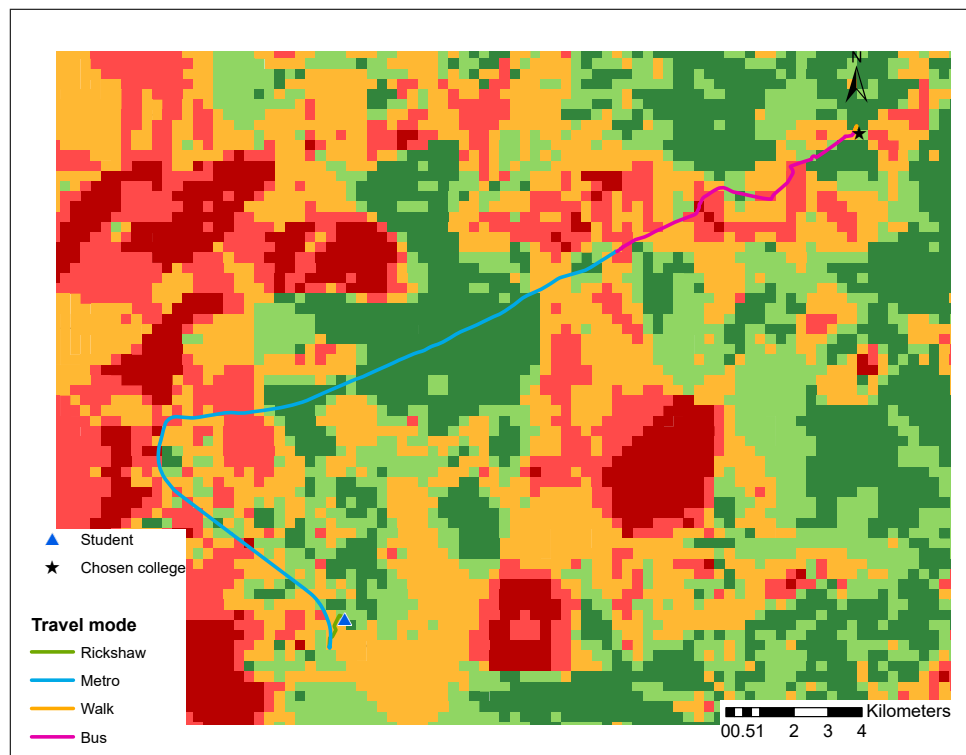 N
Student
Chosen college
Travel mode
Rickshaw
Metro
Walk
Bus
Kilometers
00.51 2 3 4